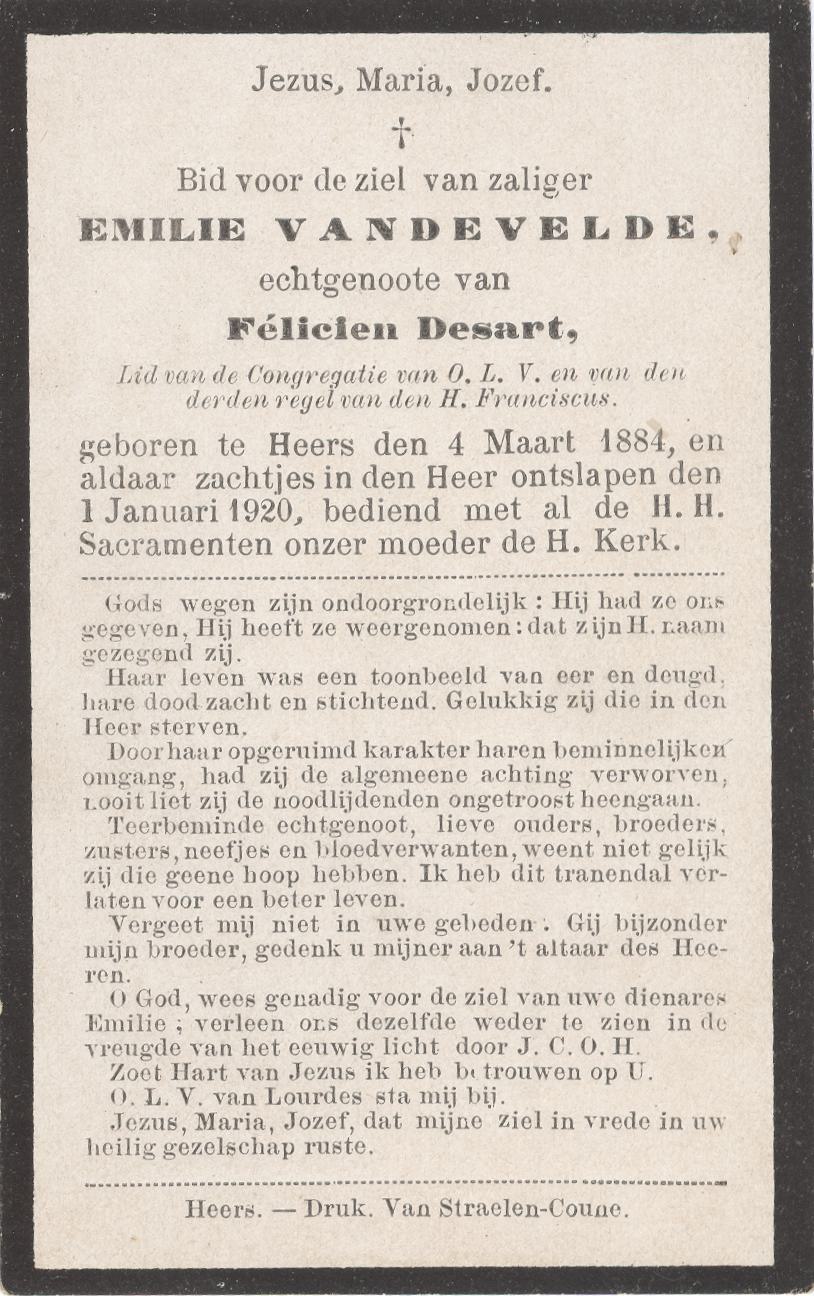 Jezus, Maria, Jozef.
†
Bid voor de ziel van zaliger
EMILIE VANDEVELDE,
echtgenoote van
Félicien Desart,
Lid van de Congregatie van O. L. V. en van den
derden regel van den H. Franciscus.
geboren te Heers den 4 Maart 1884, en
aldaar zachtjes in den Heer ontslapen den
1 Januari 1920, bediend met al de H. H.
Sacramenten onzer moeder de H. Kerk.
Gods wegen zijn ondoorgrondelijk : Hij had ze ons
gegeven, Hij heeft ze weergenomen : dat zijn H. naam
gezegend zij.
Haar leven was een toonbeeld van eer en deugd,
hare dood zacht en stichtend. Gelukkig zij die in den
Heer sterven.
Door haar opgeruimd karakter haren beminnelijken
omgang, had zij de algemeene achting verworven,
nooit liet zij de noodlijdenden ongetroost heengaan.
Teerbeminde echtgenoot, lieve ouders, broeders,
zusters, neefjes en bloedverwanten, weent niet gelijk
zij die geene hoop hebben. Ik heb dit tranendal ver-
laten voor een beter leven.
Vergeet mij niet in uwe gebeden. Gij bijzonder
mijn broeder, gedenk u mijner aan 't altaar des Hee-
ren.
O God, wees genadig voor de ziel van uwe dienares
Emilie ; verleen ons dezelfde weder te zien in de
vreugde van het eeuwig licht door J. C. O. H.
Zoet Hart van Jezus ik heb betrouwen op U.
O. L. V. van Lourdes sta mij bij.
Jezus, Maria, Jozef, dat mijne ziel in vrede in uw
heilig gezelschap ruste.
Heers. — Druk. Van Straelen-Coune.